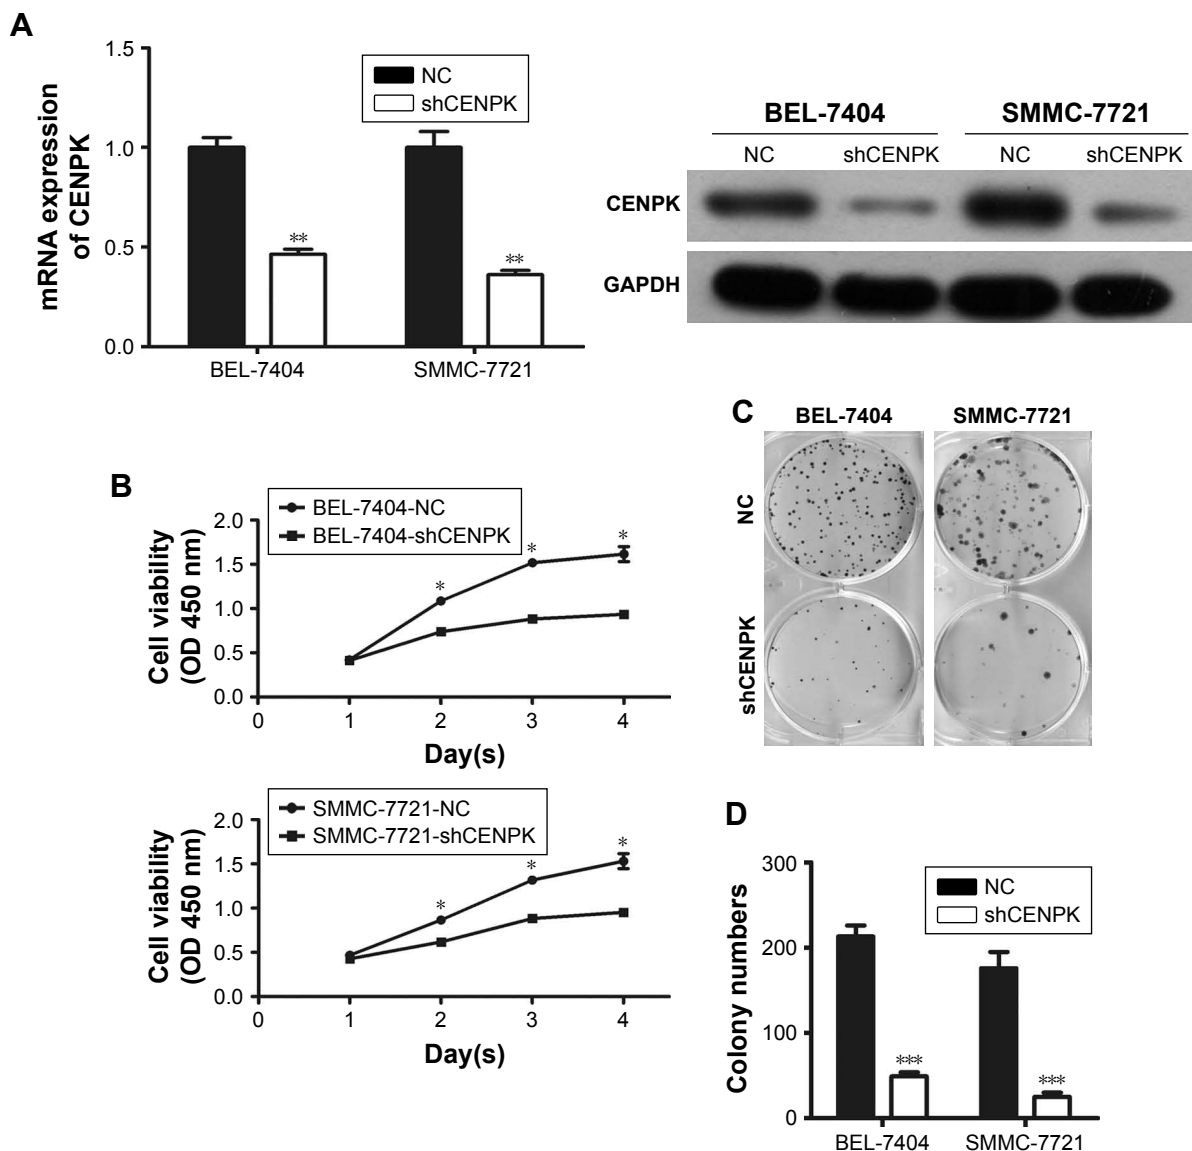 A
1.5
1.0
0.5
0.0
mRNA expression
of CENPK
NC
shCENPK
**
**
BEL-7404
SMMC-7721
BEL-7404
SMMC-7721
NC
shCENPK
NC
shCENPK
CENPK
GAPDH
B
BEL-7404-NC
BEL-7404-shCENPK
Cell viability
(OD 450 nm)
2.0
1.5
1.0
0.5
0.0
*
*
*
0
1
2
3
4
Day(s)
SMMC-7721-NC
SMMC-7721-shCENPK
Cell viability
(OD 450 nm)
2.0
1.5
1.0
0.5
0.0
*
*
*
0
1
2
3
4
Day(s)
C
BEL-7404
SMMC-7721
NC
shCENPK
D
Colony numbers
300
200
100
0
NC
shCENPK
***
***
BEL-7404
SMMC-7721